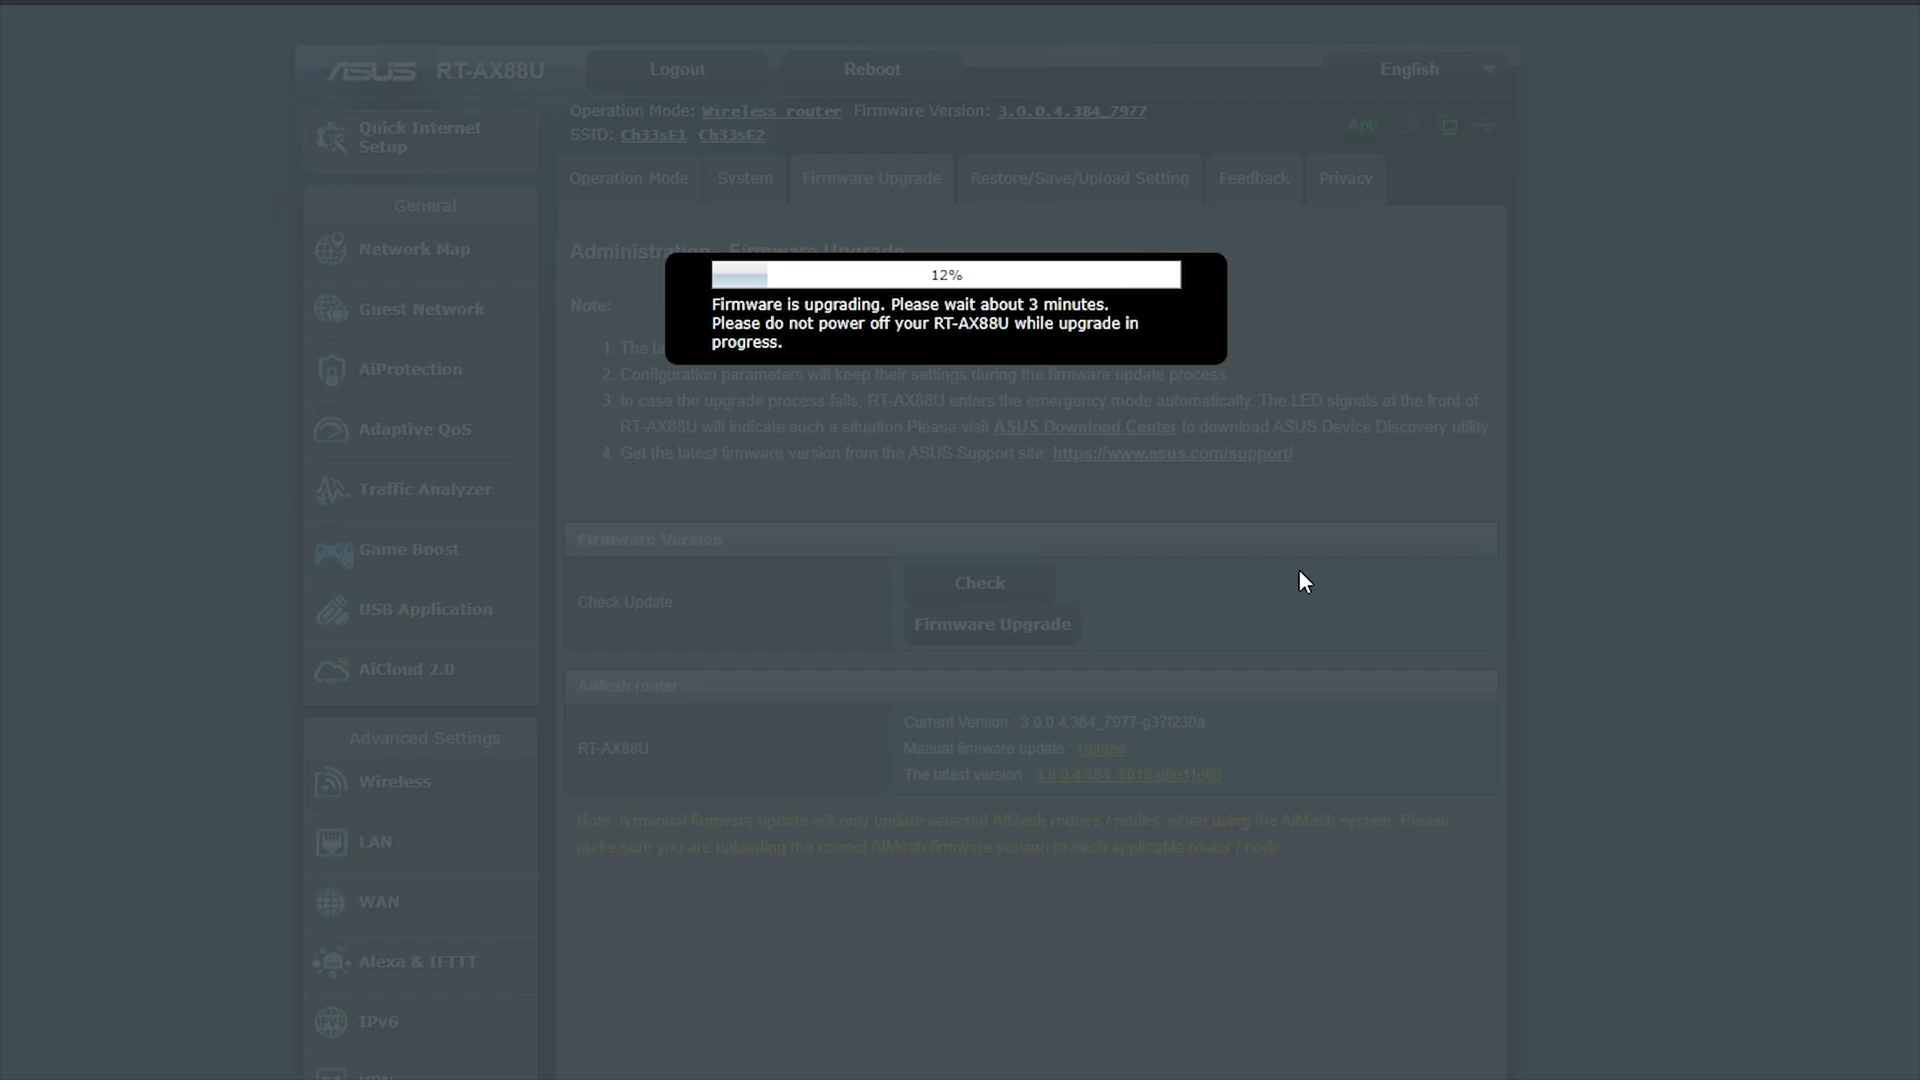 ASUS RT-AX88U Logout Reboot English
Operation Mode: Wireless router Firmware Version: 3.0.0.4.384_7977
SSID: Ch33sE1 Ch33sE2
App
Quick Internet
Setup
Operation Mode System Firmware Upgrade Restore/Save/Upload Setting Feedback Privacy
General
Network Map
Guest Network
AiProtection
Adaptive QoS
Traffic Analyzer
Game Boost
USB Application
AiCloud 2.0
Advanced Settings
Wireless
LAN
WAN
Alexa & IFTTT
IPv6
VPN
Administration - Firmware Upgrade
12%
Firmware is upgrading. Please wait about 3 minutes.
Please do not power off your RT-AX88U while upgrade in
progress.
Note:
1. The
2. Configuration parameters will keep their settings during the firmware update process.
3. In case the upgrade process fails, RT-AX88U enters the emergency mode automatically. The LED signals at the front of
RT-AX88U will indicate such a situation.Please visit ASUS Download Center to download ASUS Device Discovery utility
4. Get the latest firmware version from the ASUS Support site: https://www.asus.com/support/
Firmware Version
Check Update
Check
Firmware Upgrade
AiMesh router
RT-AX88U
Current Version : 3.0.0.4.384_7977-g37f230a
Manual firmware update : Upload
The latest version :
Note: A manual firmware update will only update selected AiMesh routers / nodes, when using the AiMesh system. Please
make sure you are uploading the correct AiMesh firmware version to each applicable router / node.